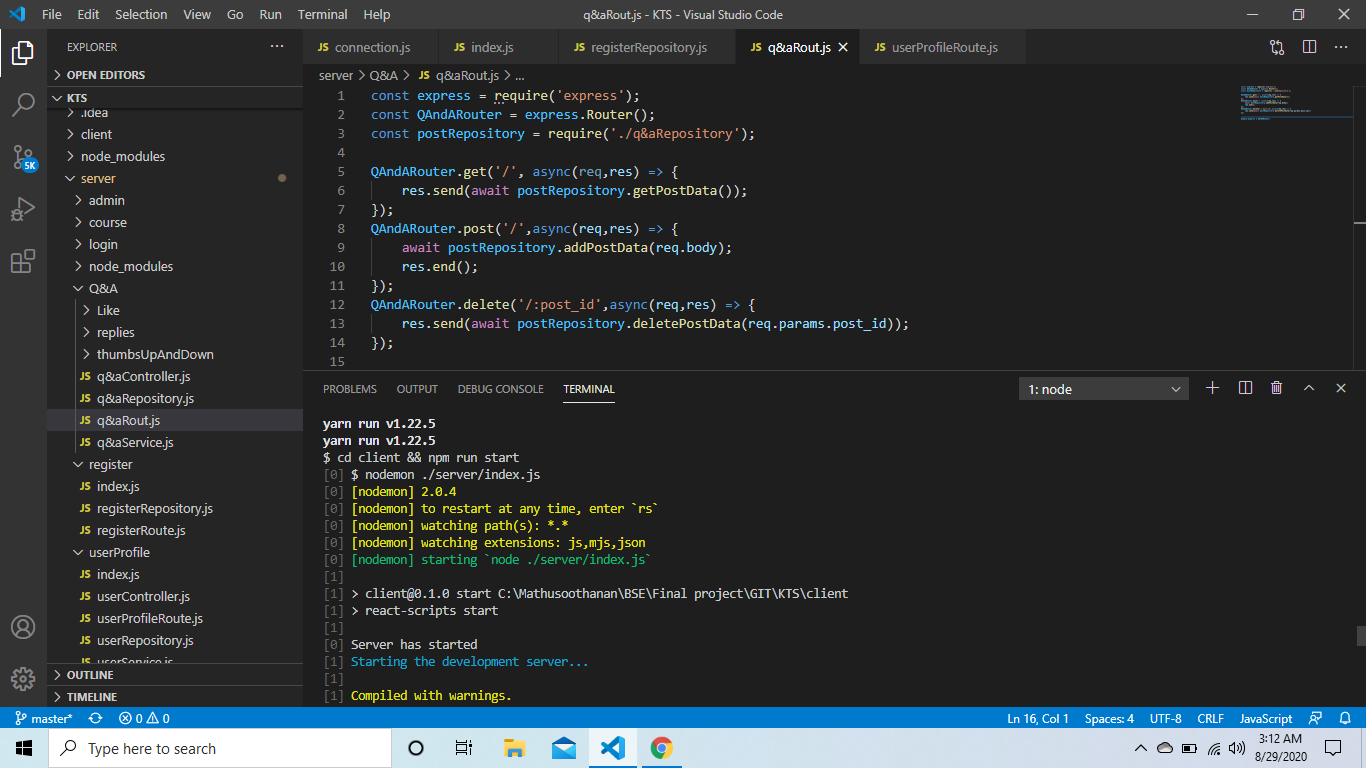 File Edit Selection View Go Run Terminal Help
q&aRout.js - KTS - Visual Studio Code
EXPLORER
OPEN EDITORS
KTS
.idea
client
node_modules
server
admin
course
login
node_modules
Q&A
Like
replies
thumbsUpAndDown
JS q&aController.js
JS q&aRepository.js
JS q&aRout.js
JS q&aService.js
register
JS index.js
JS registerRepository.js
JS registerRoute.js
userProfile
JS index.js
JS userController.js
JS userProfileRoute.js
JS userRepository.js
JS userService.js
OUTLINE
TIMELINE
5K
JS connection.js JS index.js JS registerRepository.js JS q&aRout.js JS userProfileRoute.js
server > Q&A > JS q&aRout.js > ...
1 const express = require('express');
2 const QAndARouter = express.Router();
3 const postRepository = require('./q&aRepository');
4
5 QAndARouter.get('/', async(req,res) => {
6 res.send(await postRepository.getPostData());
7 });
8 QAndARouter.post('/',async(req,res) => {
9 await postRepository.addPostData(req.body);
10 res.end();
11 });
12 QAndARouter.delete('/:post_id',async(req,res) => {
13 res.send(await postRepository.deletePostData(req.params.post_id));
14 });
15
PROBLEMS OUTPUT DEBUG CONSOLE TERMINAL
1: node
yarn run v1.22.5
yarn run v1.22.5
$ cd client && npm run start
[0] $ nodemon ./server/index.js
[0] [nodemon] 2.0.4
[0] [nodemon] to restart at any time, enter `rs`
[0] [nodemon] watching path(s): *.*
[0] [nodemon] watching extensions: js,mjs,json
[0] [nodemon] starting `node ./server/index.js`
[1]
[1] > client@0.1.0 start C:\Mathusoothanan\BSE\Final project\GIT\KTS\client
[1] > react-scripts start
[1]
[0] Server has started
[1] Starting the development server...
[1]
[1] Compiled with warnings.
master* 0 0
Ln 16, Col 1 Spaces: 4 UTF-8 CRLF JavaScript
Type here to search
3:12 AM
8/29/2020